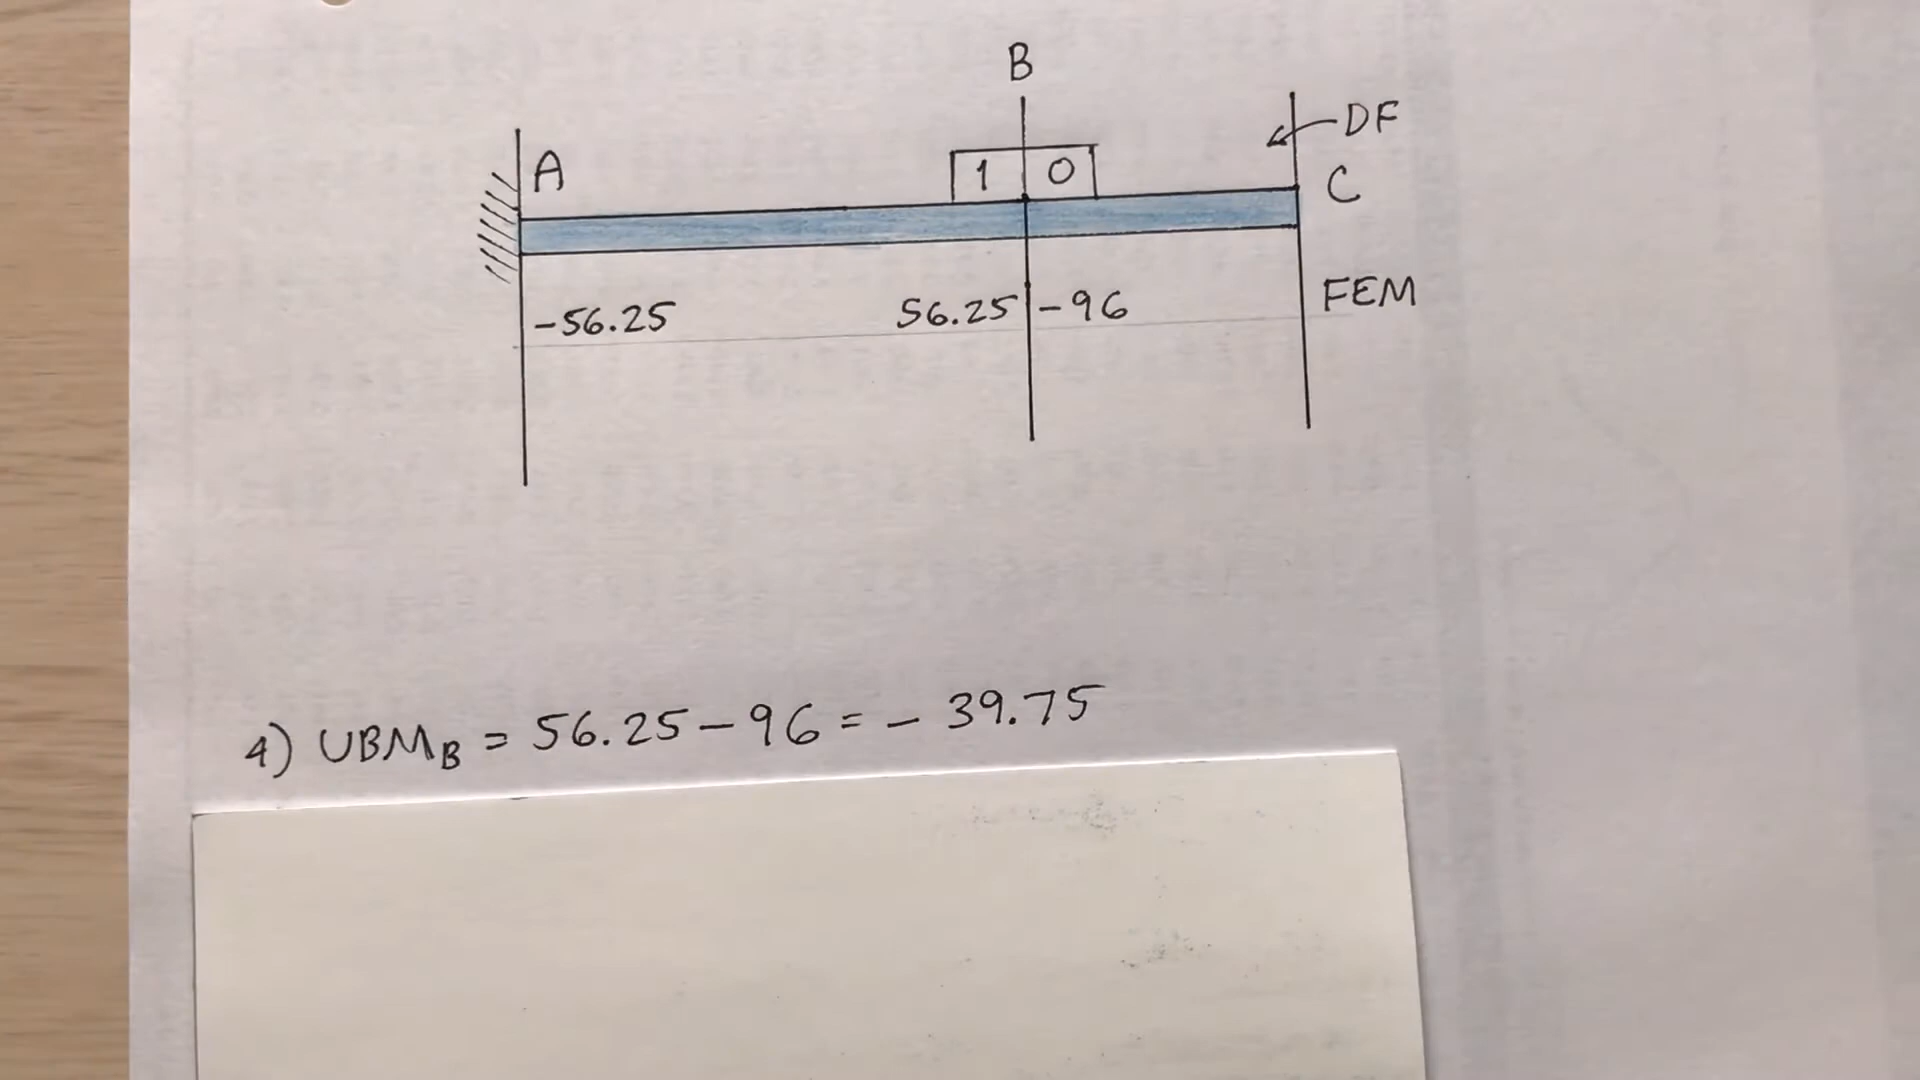 B
DF
A
1 0
C
-56.25 56.25 -96 FEM
4) UBM_B = 56.25 - 96 = - 39.75